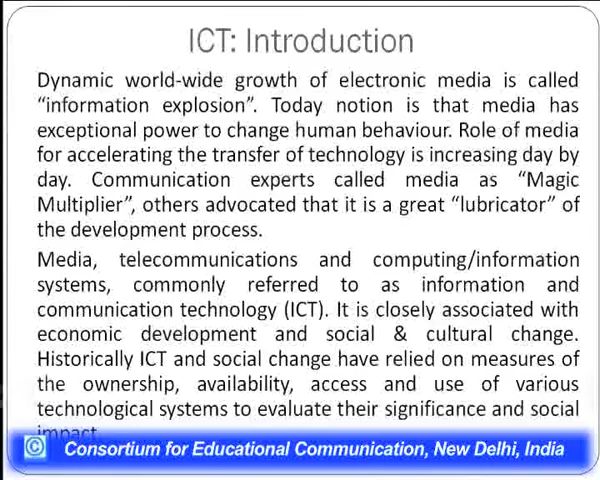 ICT: Introduction
Dynamic world-wide growth of electronic media is called
“information explosion”. Today notion is that media has
exceptional power to change human behaviour. Role of media
for accelerating the transfer of technology is increasing day by
day. Communication experts called media as “Magic
Multiplier”, others advocated that it is a great “lubricator” of
the development process.
Media, telecommunications and computing/information
systems, commonly referred to as information and
communication technology (ICT). It is closely associated with
economic development and social & cultural change.
Historically ICT and social change have relied on measures of
the ownership, availability, access and use of various
technological systems to evaluate their significance and social
impact.
© Consortium for Educational Communication, New Delhi, India